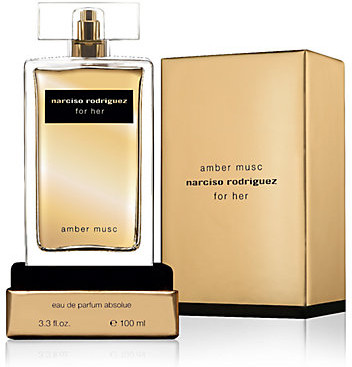 narciso rodriguez
for her
amber musc
eau de parfum absolue
3.3 fl.oz. e 100 ml
amber musc
narciso rodriguez
for her